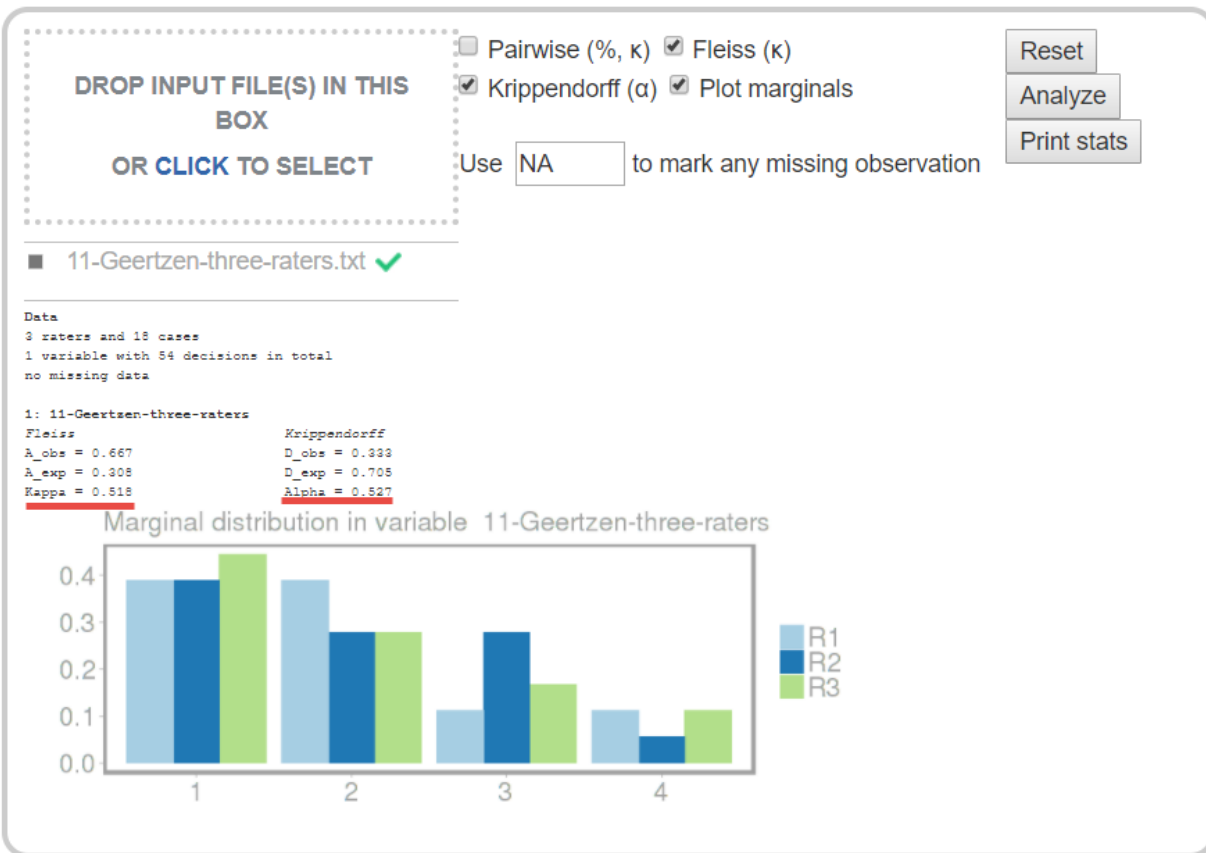 DROP INPUT FILE(S) IN THIS
BOX
OR CLICK TO SELECT
Pairwise (%, κ) Fleiss (κ)
Krippendorff (α) Plot marginals
Use NA to mark any missing observation
Reset
Analyze
Print stats
11-Geertzen-three-raters.txt
Data
3 raters and 18 cases
1 variable with 54 decisions in total
no missing data
1: 11-Geertzen-three-raters
Fleiss Krippendorff
A_obs = 0.667 D_obs = 0.333
A_exp = 0.308 D_exp = 0.705
Kappa = 0.518 Alpha = 0.527
Marginal distribution in variable 11-Geertzen-three-raters
0.4
0.3
0.2
0.1
0.0
1 2 3 4
R1
R2
R3